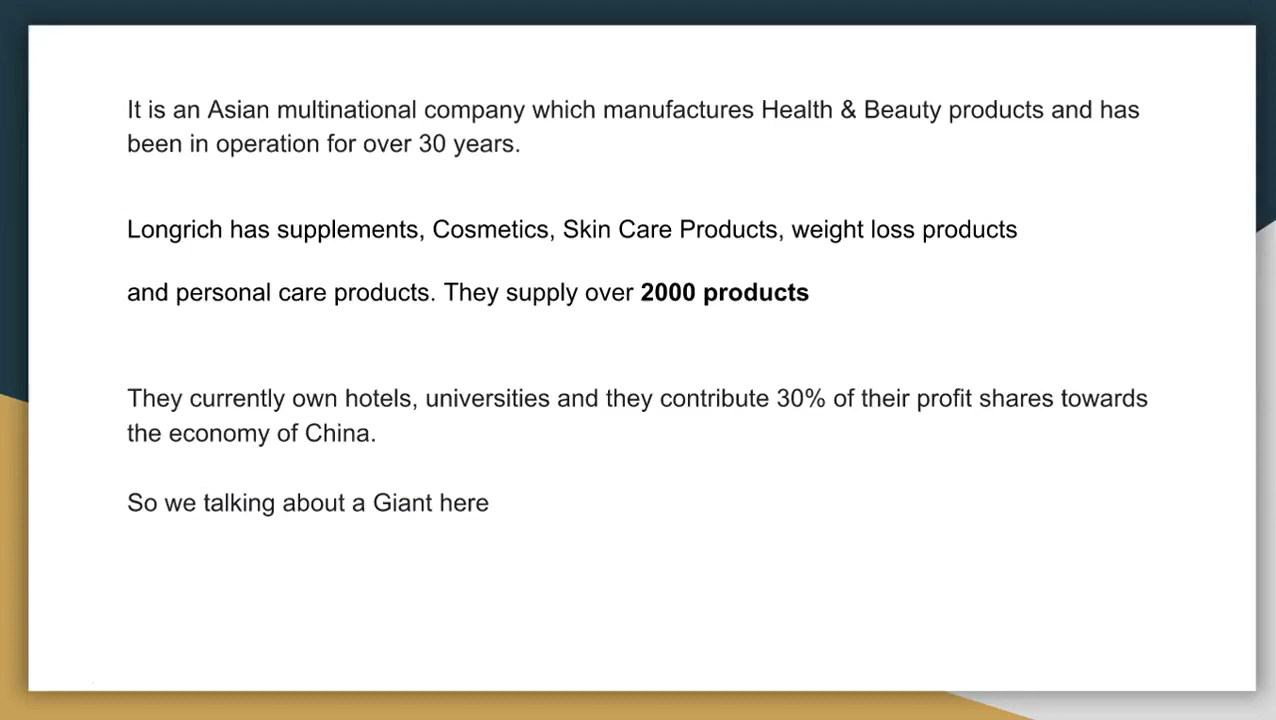 It is an Asian multinational company which manufactures Health & Beauty products and has
been in operation for over 30 years.
Longrich has supplements, Cosmetics, Skin Care Products, weight loss products
and personal care products. They supply over 2000 products
They currently own hotels, universities and they contribute 30% of their profit shares towards
the economy of China.
So we talking about a Giant here